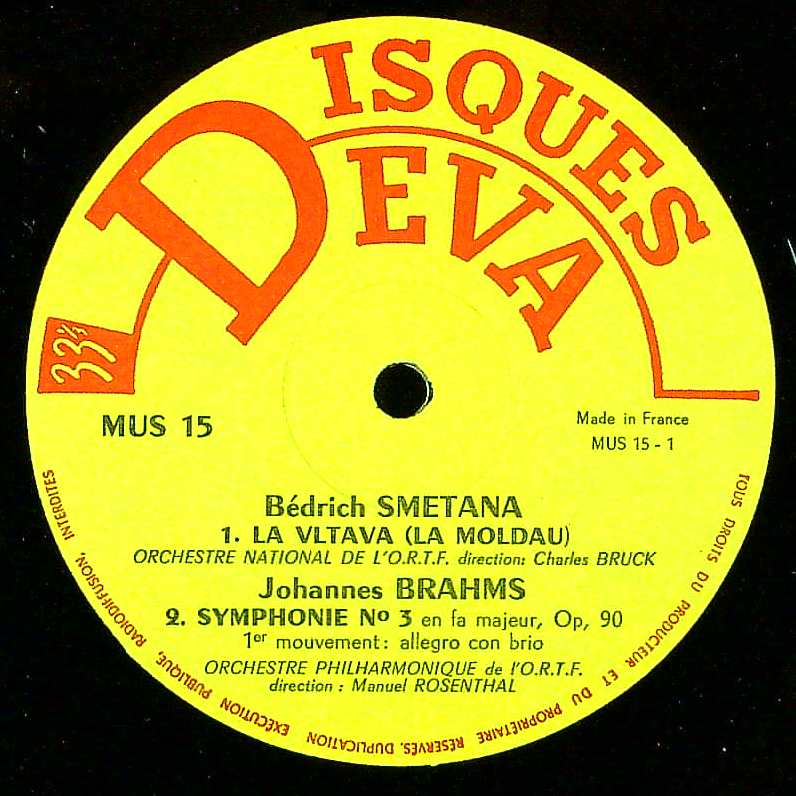 DISQUES
DEVA
33⅓
MUS 15
Made in France
MUS 15 - 1
Bédrich SMETANA
1. LA VLTAVA (LA MOLDAU)
ORCHESTRE NATIONAL DE L'O.R.T.F. direction: Charles BRUCK
Johannes BRAHMS
2. SYMPHONIE Nº 3 en fa majeur, Op, 90
1er mouvement: allegro con brio
ORCHESTRE PHILHARMONIQUE de l'O.R.T.F.
direction : Manuel ROSENTHAL
TOUS DROITS DU PRODUCTEUR ET DU PROPRIÉTAIRE RÉSERVÉS. DUPLICATION EXÉCUTION PUBLIQUE, RADIODIFFUSION, INTERDITES